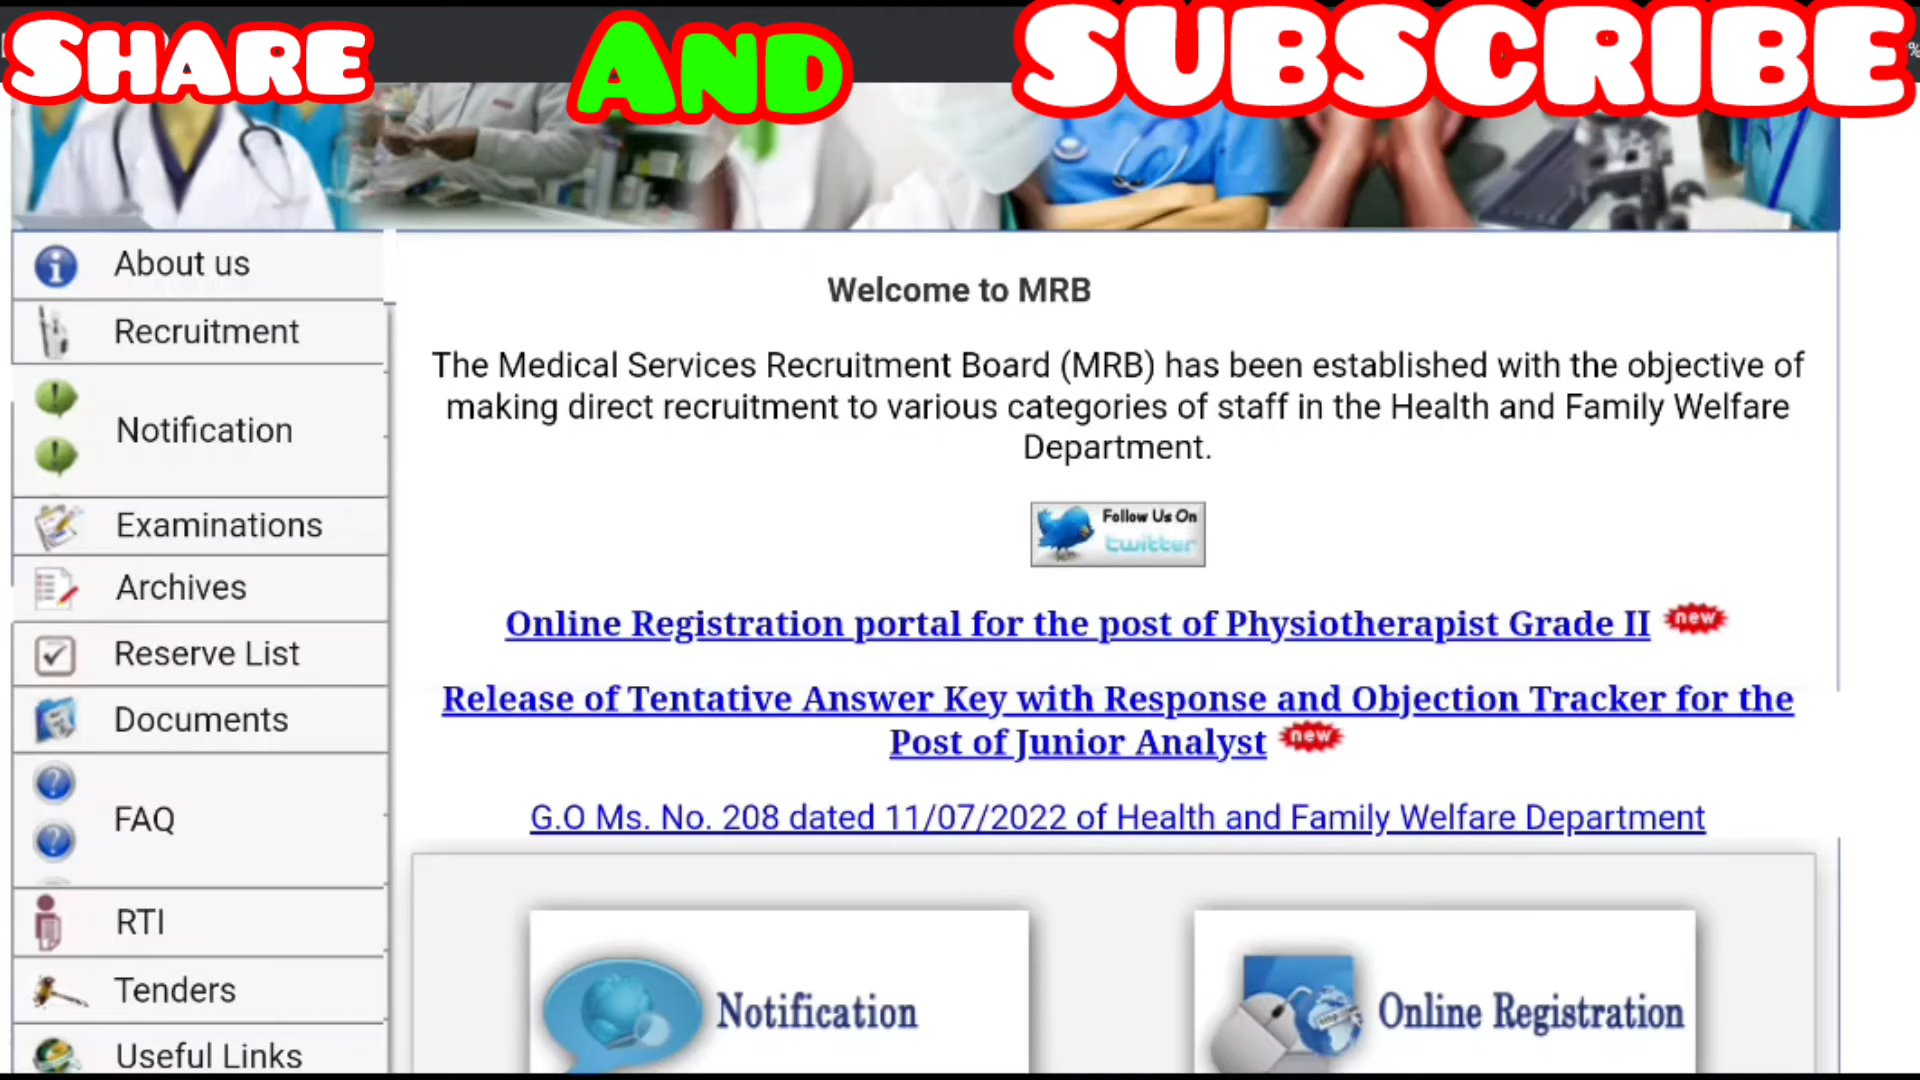 SHARE AND SUBSCRIBE
About us
Recruitment
Notification
Examinations
Archives
Reserve List
Documents
FAQ
RTI
Tenders
Useful Links
Welcome to MRB
The Medical Services Recruitment Board (MRB) has been established with the objective of
making direct recruitment to various categories of staff in the Health and Family Welfare
Department.
Follow Us On
twitter
Online Registration portal for the post of Physiotherapist Grade II new
Release of Tentative Answer Key with Response and Objection Tracker for the
Post of Junior Analyst new
G.O Ms. No. 208 dated 11/07/2022 of Health and Family Welfare Department
Notification
Online Registration